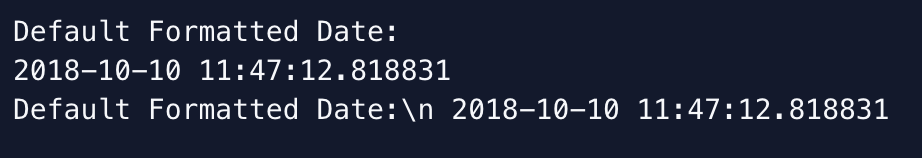 Default Formatted Date:
2018-10-10 11:47:12.818831
Default Formatted Date:\n 2018-10-10 11:47:12.818831